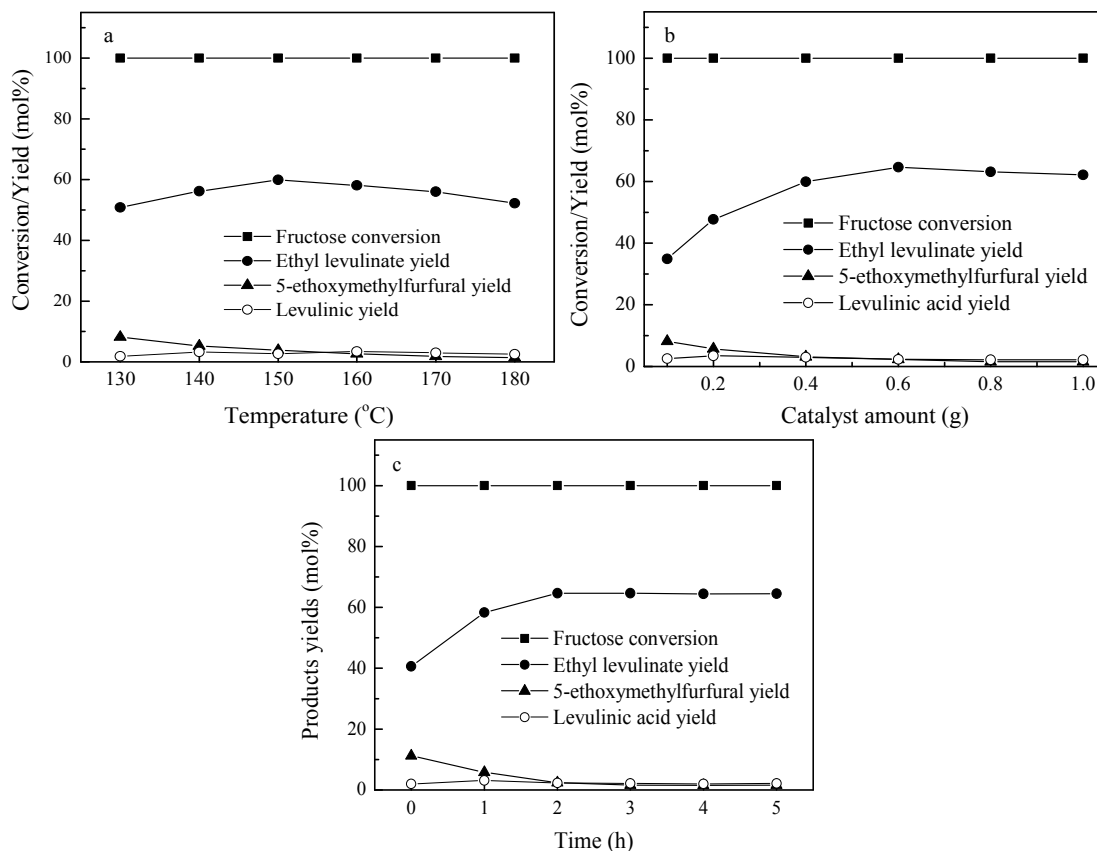 a
Conversion/Yield (mol%)
100
80
60
40
20
0
Fructose conversion
Ethyl levulinate yield
5-ethoxymethylfurfural yield
Levulinic yield
130 140 150 160 170 180
Temperature (°C)
b
Conversion/Yield (mol%)
100
80
60
40
20
0
Fructose conversion
Ethyl levulinate yield
5-ethoxymethylfurfural yield
Levulinic acid yield
0.2 0.4 0.6 0.8 1.0
Catalyst amount (g)
c
Products yields (mol%)
100
80
60
40
20
0
Fructose conversion
Ethyl levulinate yield
5-ethoxymethylfurfural yield
Levulinic acid yield
0 1 2 3 4 5
Time (h)